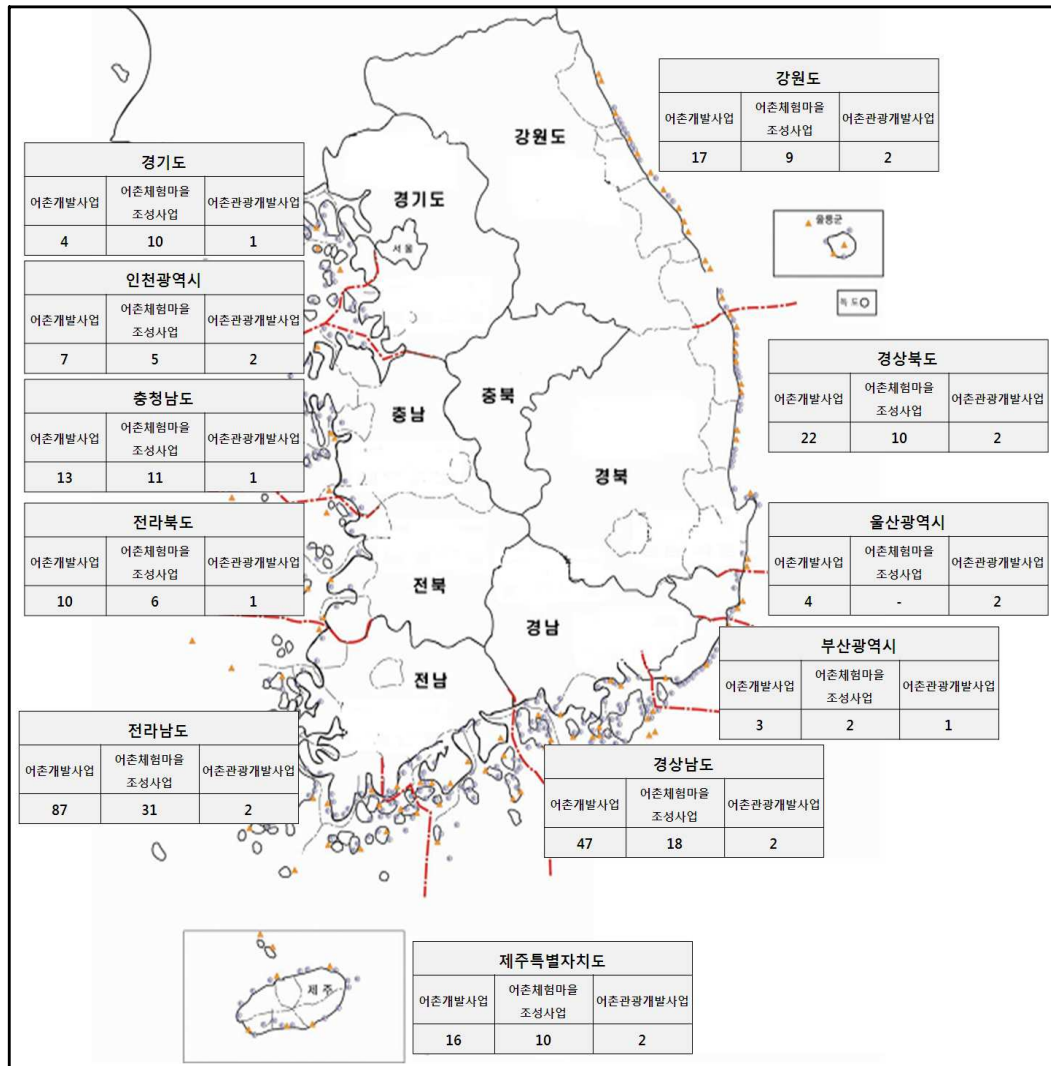 강원도
어촌개발사업 어촌체험마을 조성사업 어촌관광개발사업
17 9 2
경기도
어촌개발사업 어촌체험마을 조성사업 어촌관광개발사업
4 10 1
인천광역시
어촌개발사업 어촌체험마을 조성사업 어촌관광개발사업
7 5 2
충청남도
어촌개발사업 어촌체험마을 조성사업 어촌관광개발사업
13 11 1
전라북도
어촌개발사업 어촌체험마을 조성사업 어촌관광개발사업
10 6 1
전라남도
어촌개발사업 어촌체험마을 조성사업 어촌관광개발사업
87 31 2
경상북도
어촌개발사업 어촌체험마을 조성사업 어촌관광개발사업
22 10 2
울산광역시
어촌개발사업 어촌체험마을 조성사업 어촌관광개발사업
4 - 2
부산광역시
어촌개발사업 어촌체험마을 조성사업 어촌관광개발사업
3 2 1
경상남도
어촌개발사업 어촌체험마을 조성사업 어촌관광개발사업
47 18 2
제주특별자치도
어촌개발사업 어촌체험마을 조성사업 어촌관광개발사업
16 10 2
강원도
경기도
서울
울릉군
독도
충북
충남
경북
전북
경남
전남
제주